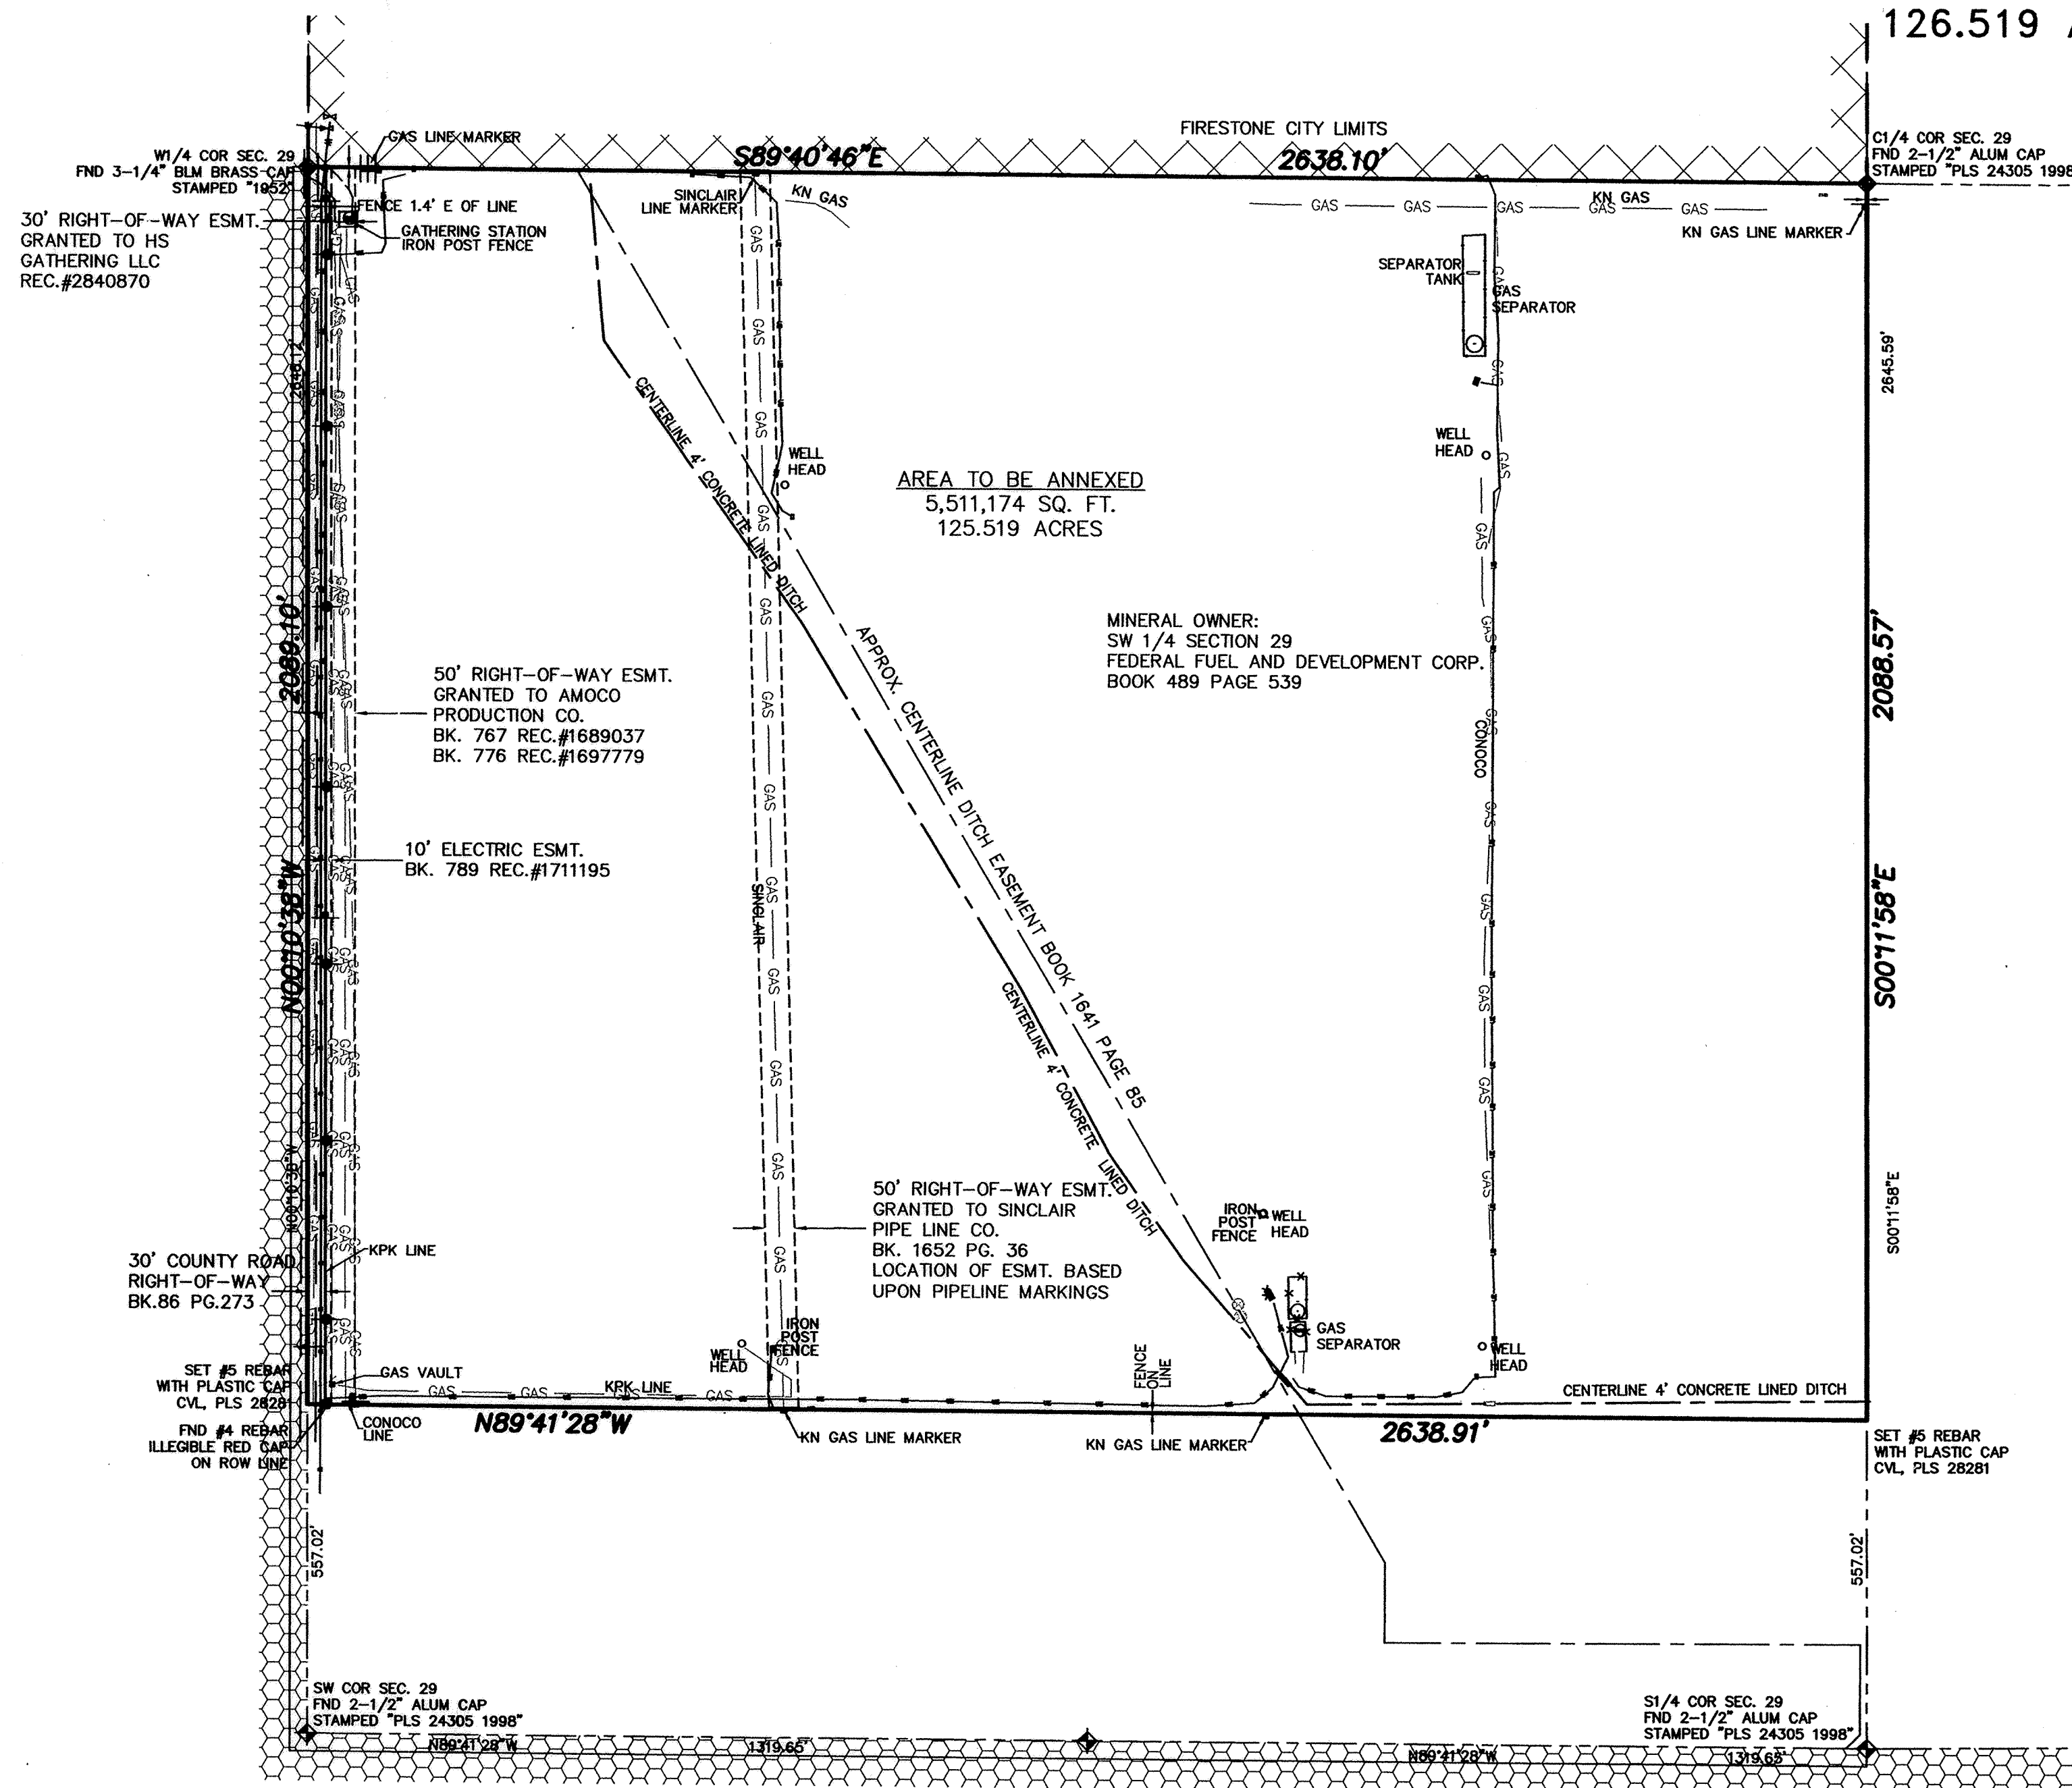 126.519
FIRESTONE CITY LIMITS
GAS LINE MARKER
S89°40'46"E
2638.10'
W1/4 COR SEC. 29
FND 3-1/4" BLM BRASS CAP
STAMPED "1952"
C1/4 COR SEC. 29
FND 2-1/2" ALUM CAP
STAMPED "PLS 24305 1998
30' RIGHT-OF-WAY ESMT.
GRANTED TO HS
GATHERING LLC
REC.#2840870
FENCE 1.4' E OF LINE
GATHERING STATION
IRON POST FENCE
SINCLAIR
LINE MARKER
KN GAS
KN GAS
GAS GAS GAS GAS GAS
KN GAS LINE MARKER
SEPARATOR
TANK
GAS
SEPARATOR
2645.59'
WELL
HEAD
WELL
HEAD
CENTERLINE 4' CONCRETE LINED DITCH
AREA TO BE ANNEXED
5,511,174 SQ. FT.
125.519 ACRES
MINERAL OWNER:
SW 1/4 SECTION 29
FEDERAL FUEL AND DEVELOPMENT CORP.
BOOK 489 PAGE 539
2089.10'
N00°10'38"W
2088.57'
S00°11'58"E
50' RIGHT-OF-WAY ESMT.
GRANTED TO AMOCO
PRODUCTION CO.
BK. 767 REC.#1689037
BK. 776 REC.#1697779
10' ELECTRIC ESMT.
BK. 789 REC.#1711195
APPROX. CENTERLINE DITCH EASEMENT BOOK 1641 PAGE 85
CONOCO
SINCLAIR
CENTERLINE 4' CONCRETE LINED DITCH
50' RIGHT-OF-WAY ESMT.
GRANTED TO SINCLAIR
PIPE LINE CO.
BK. 1652 PG. 36
LOCATION OF ESMT. BASED
UPON PIPELINE MARKINGS
N00°10'38"W
S00°11'58"E
IRON
POST
FENCE
WELL
HEAD
30' COUNTY ROAD
RIGHT-OF-WAY
BK.86 PG.273
KPK LINE
GAS
SEPARATOR
IRON
POST
FENCE
WELL
HEAD
WELL
HEAD
SET #5 REBAR
WITH PLASTIC CAP
CVL, PLS 28281
GAS VAULT
GAS GAS KPK LINE GAS
FENCE
ON
LINE
CENTERLINE 4' CONCRETE LINED DITCH
FND #4 REBAR
ILLEGIBLE RED CAP
ON ROW LINE
CONOCO
LINE
N89°41'28"W
2638.91'
KN GAS LINE MARKER
KN GAS LINE MARKER
SET #5 REBAR
WITH PLASTIC CAP
CVL, PLS 28281
557.02'
557.02'
SW COR SEC. 29
FND 2-1/2" ALUM CAP
STAMPED "PLS 24305 1998"
S1/4 COR SEC. 29
FND 2-1/2" ALUM CAP
STAMPED "PLS 24305 1998"
N89°41'28"W
1319.65'
N89°41'28"W
1319.65'